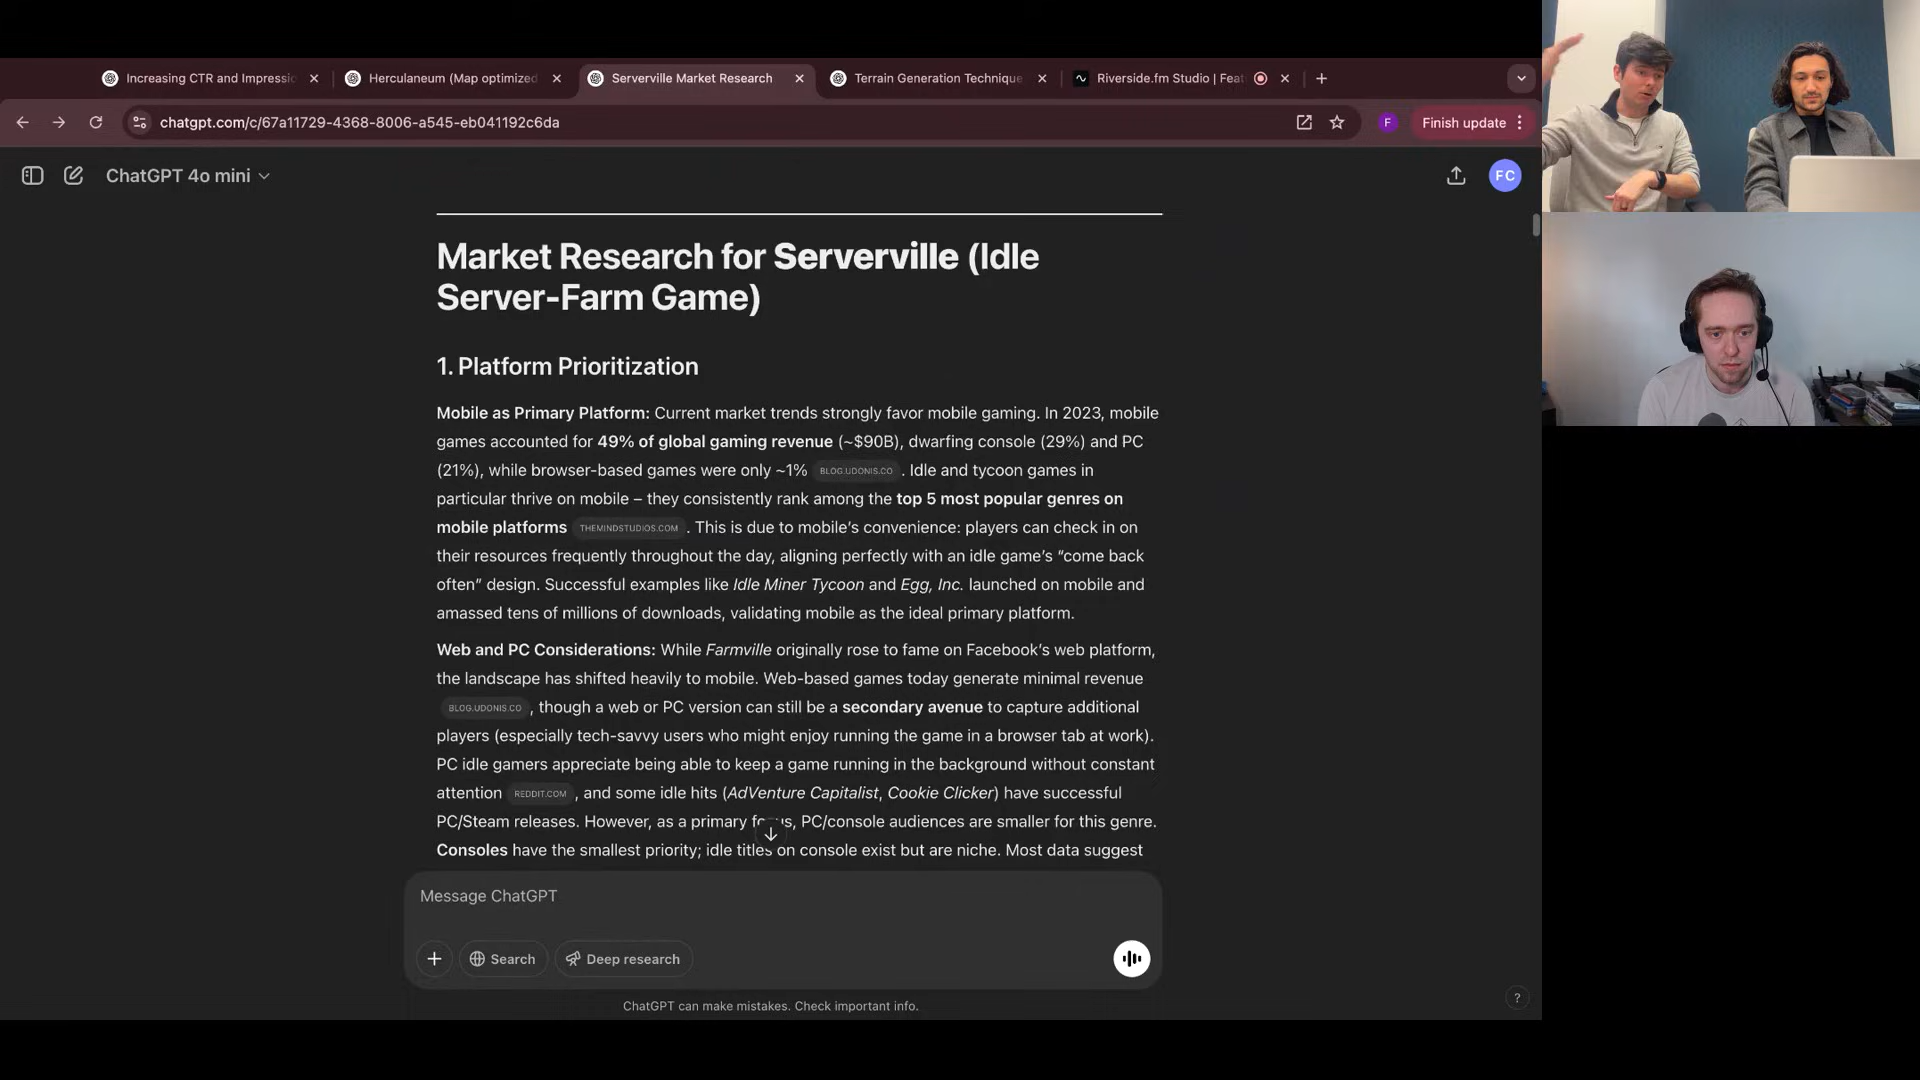 Increasing CTR and Impressi
Herculaneum (Map optimized
Serverville Market Research
Terrain Generation Technique
Riverside.fm Studio | Feat
chatgpt.com/c/67a11729-4368-8006-a545-eb041192c6da
F
Finish update
ChatGPT 4o mini
FC
Market Research for Serverville (Idle
Server-Farm Game)
1. Platform Prioritization
Mobile as Primary Platform: Current market trends strongly favor mobile gaming. In 2023, mobile
games accounted for 49% of global gaming revenue (~$90B), dwarfing console (29%) and PC
(21%), while browser-based games were only ~1% BLOG.UDONIS.CO . Idle and tycoon games in
particular thrive on mobile – they consistently rank among the top 5 most popular genres on
mobile platforms THEMINDSTUDIOS.COM . This is due to mobile’s convenience: players can check in on
their resources frequently throughout the day, aligning perfectly with an idle game’s “come back
often” design. Successful examples like Idle Miner Tycoon and Egg, Inc. launched on mobile and
amassed tens of millions of downloads, validating mobile as the ideal primary platform.
Web and PC Considerations: While Farmville originally rose to fame on Facebook’s web platform,
the landscape has shifted heavily to mobile. Web-based games today generate minimal revenue
BLOG.UDONIS.CO , though a web or PC version can still be a secondary avenue to capture additional
players (especially tech-savvy users who might enjoy running the game in a browser tab at work).
PC idle gamers appreciate being able to keep a game running in the background without constant
attention REDDIT.COM , and some idle hits (AdVenture Capitalist, Cookie Clicker) have successful
PC/Steam releases. However, as a primary focus, PC/console audiences are smaller for this genre.
Consoles have the smallest priority; idle titles on console exist but are niche. Most data suggest
Message ChatGPT
Search
Deep research
ChatGPT can make mistakes. Check important info.
?